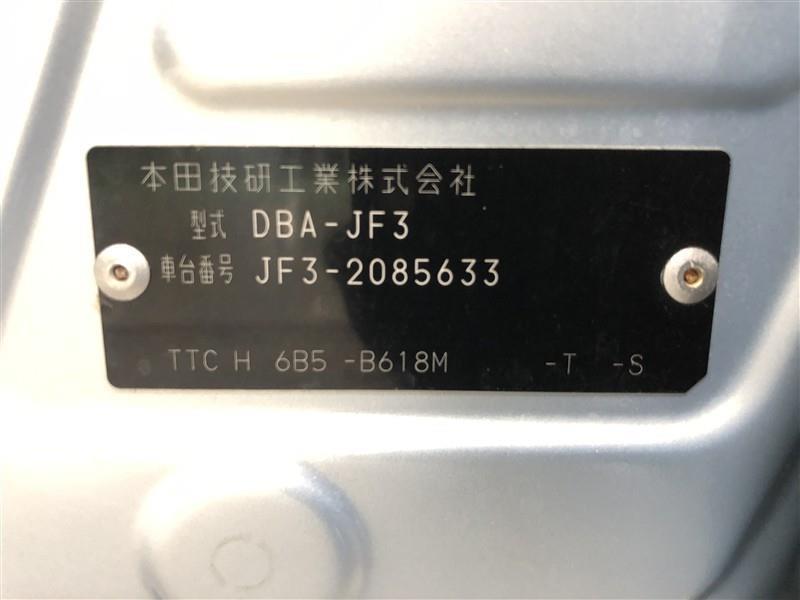 本田技研工業株式会社
型式 DBA-JF3
車台番号 JF3-2085633
TTC H 6B5 -B618M -T -S